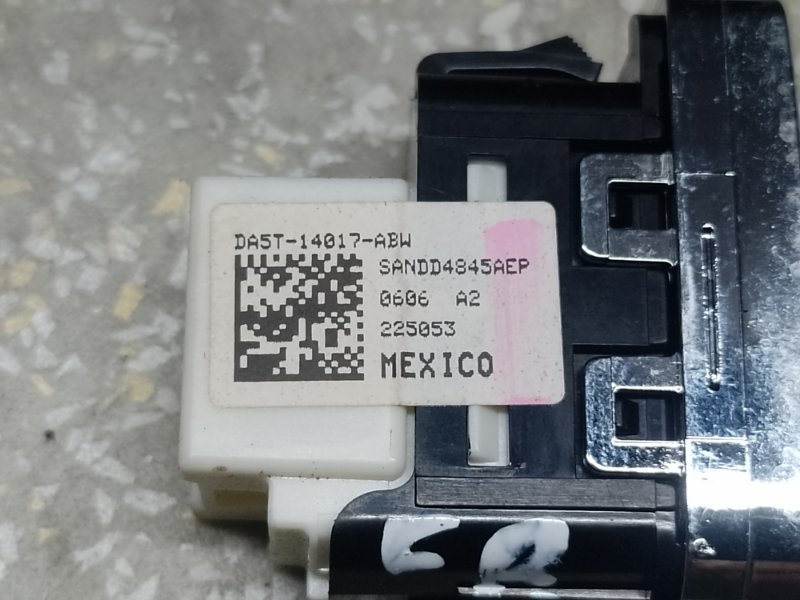 DA5T-14017-ABW
SANDD4845AEP
0606 A2
225053
MEXICO